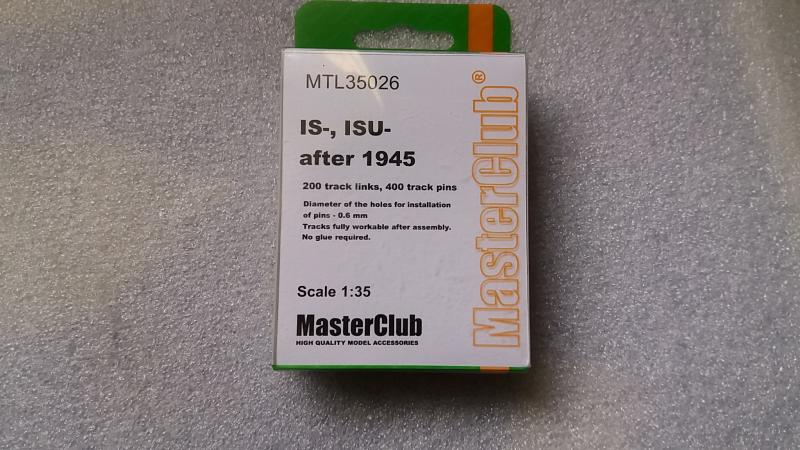 MTL35026
IS-, ISU-
after 1945
200 track links, 400 track pins
Diameter of the holes for installation
of pins - 0.6 mm
Tracks fully workable after assembly.
No glue required.
Scale 1:35
MasterClub
HIGH QUALITY MODEL ACCESSORIES
MasterClub®